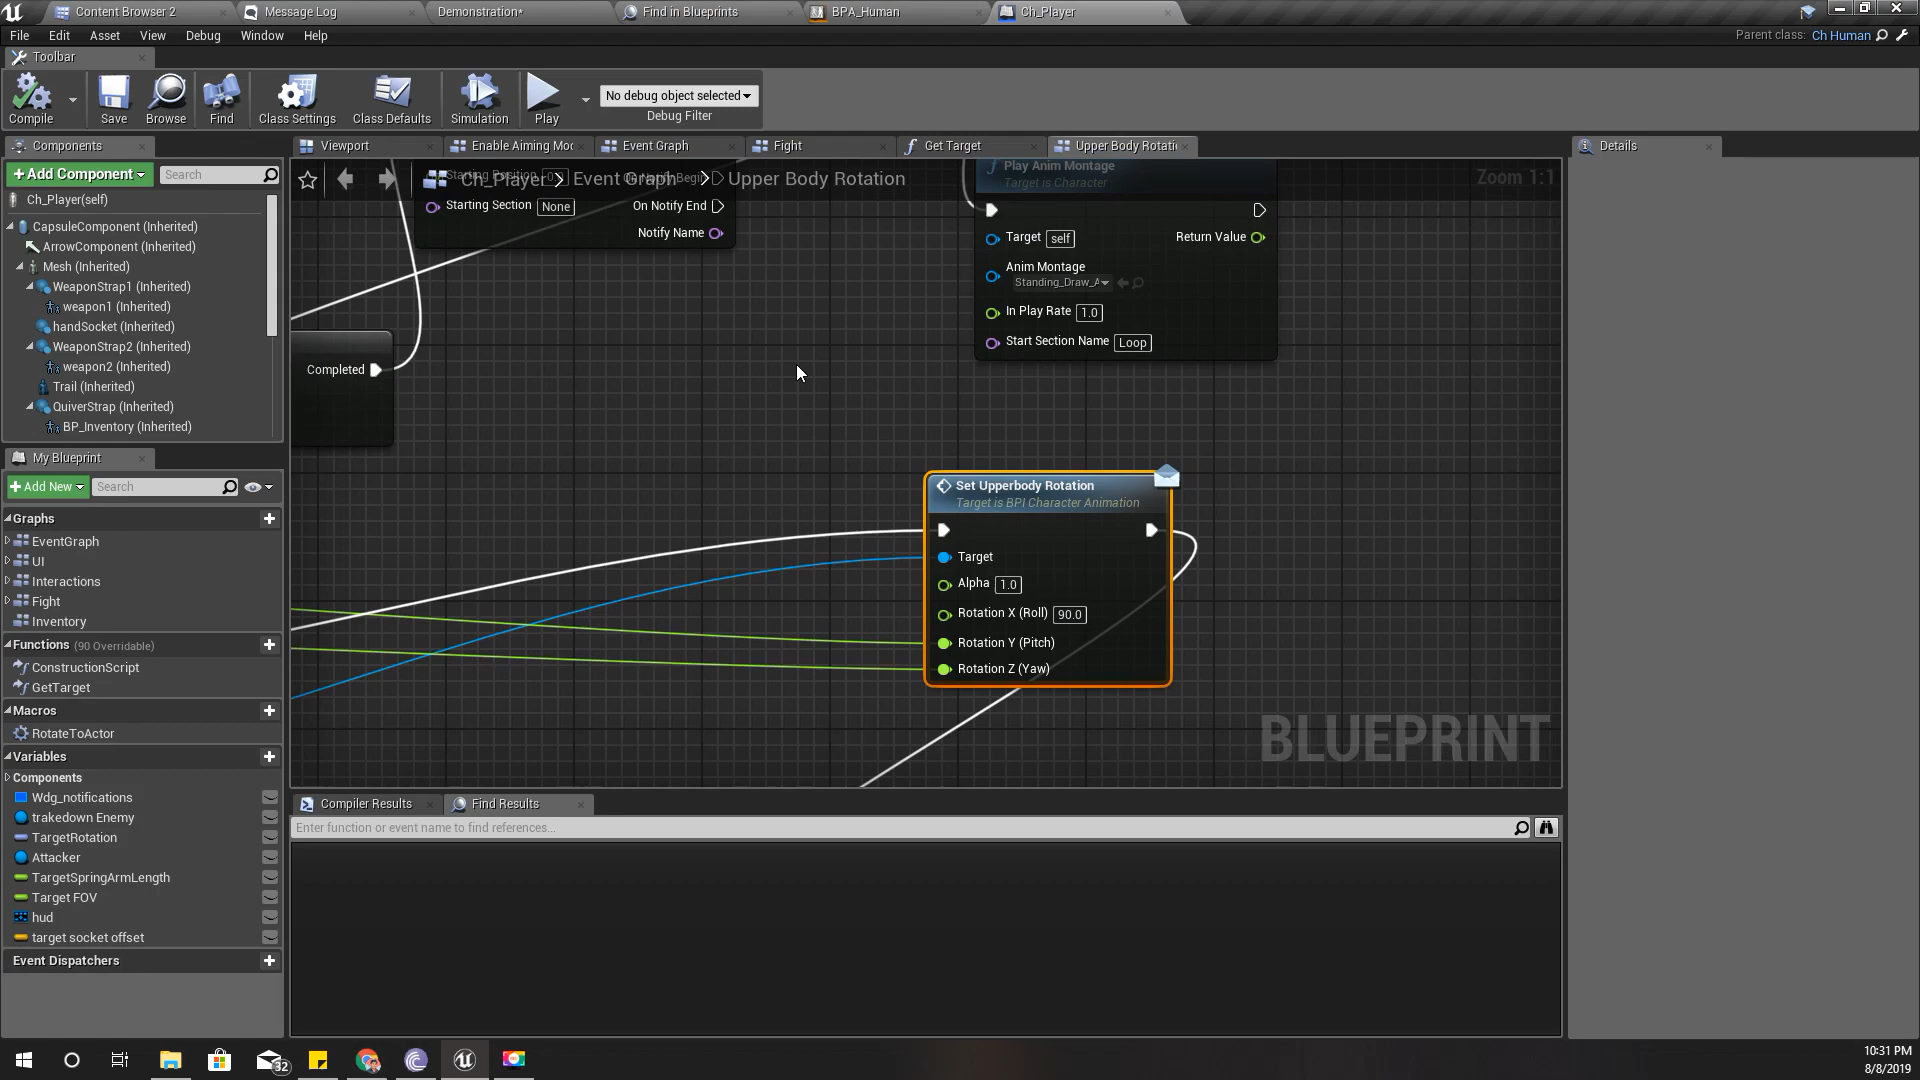 Content Browser 2
Message Log
Demonstration*
Find in Blueprints
BPA_Human
Ch_Player
File
Edit
Asset
View
Debug
Window
Help
Parent class:
Ch Human
Toolbar
Compile
Save
Browse
Find
Class Settings
Class Defaults
Simulation
Play
No debug object selected
Debug Filter
Components
+Add Component
Search
Ch_Player(self)
CapsuleComponent (Inherited)
ArrowComponent (Inherited)
Mesh (Inherited)
WeaponStrap1 (Inherited)
weapon1 (Inherited)
handSocket (Inherited)
WeaponStrap2 (Inherited)
weapon2 (Inherited)
Trail (Inherited)
QuiverStrap (Inherited)
BP_Inventory (Inherited)
My Blueprint
+Add New
Search
Graphs
EventGraph
UI
Interactions
Fight
Inventory
Functions (90 Overridable)
ConstructionScript
GetTarget
Macros
RotateToActor
Variables
Components
Wdg_notifications
trakedown Enemy
TargetRotation
Attacker
TargetSpringArmLength
Target FOV
hud
target socket offset
Event Dispatchers
Viewport
Enable Aiming Moc
Event Graph
Fight
Get Target
Upper Body Rotati
Ch_Player > Event Graph > Upper Body Rotation
Zoom 1:1
Starting Position
On Notify Begin
Starting Section None
On Notify End
Notify Name
Completed
Play Anim Montage
Target is Character
Target self
Return Value
Anim Montage
Standing_Draw_A
In Play Rate 1.0
Start Section Name Loop
Set Upperbody Rotation
Target is BPI Character Animation
Target
Alpha 1.0
Rotation X (Roll) 90.0
Rotation Y (Pitch)
Rotation Z (Yaw)
BLUEPRINT
Compiler Results
Find Results
Enter function or event name to find references...
Details
32
10:31 PM
8/8/2019